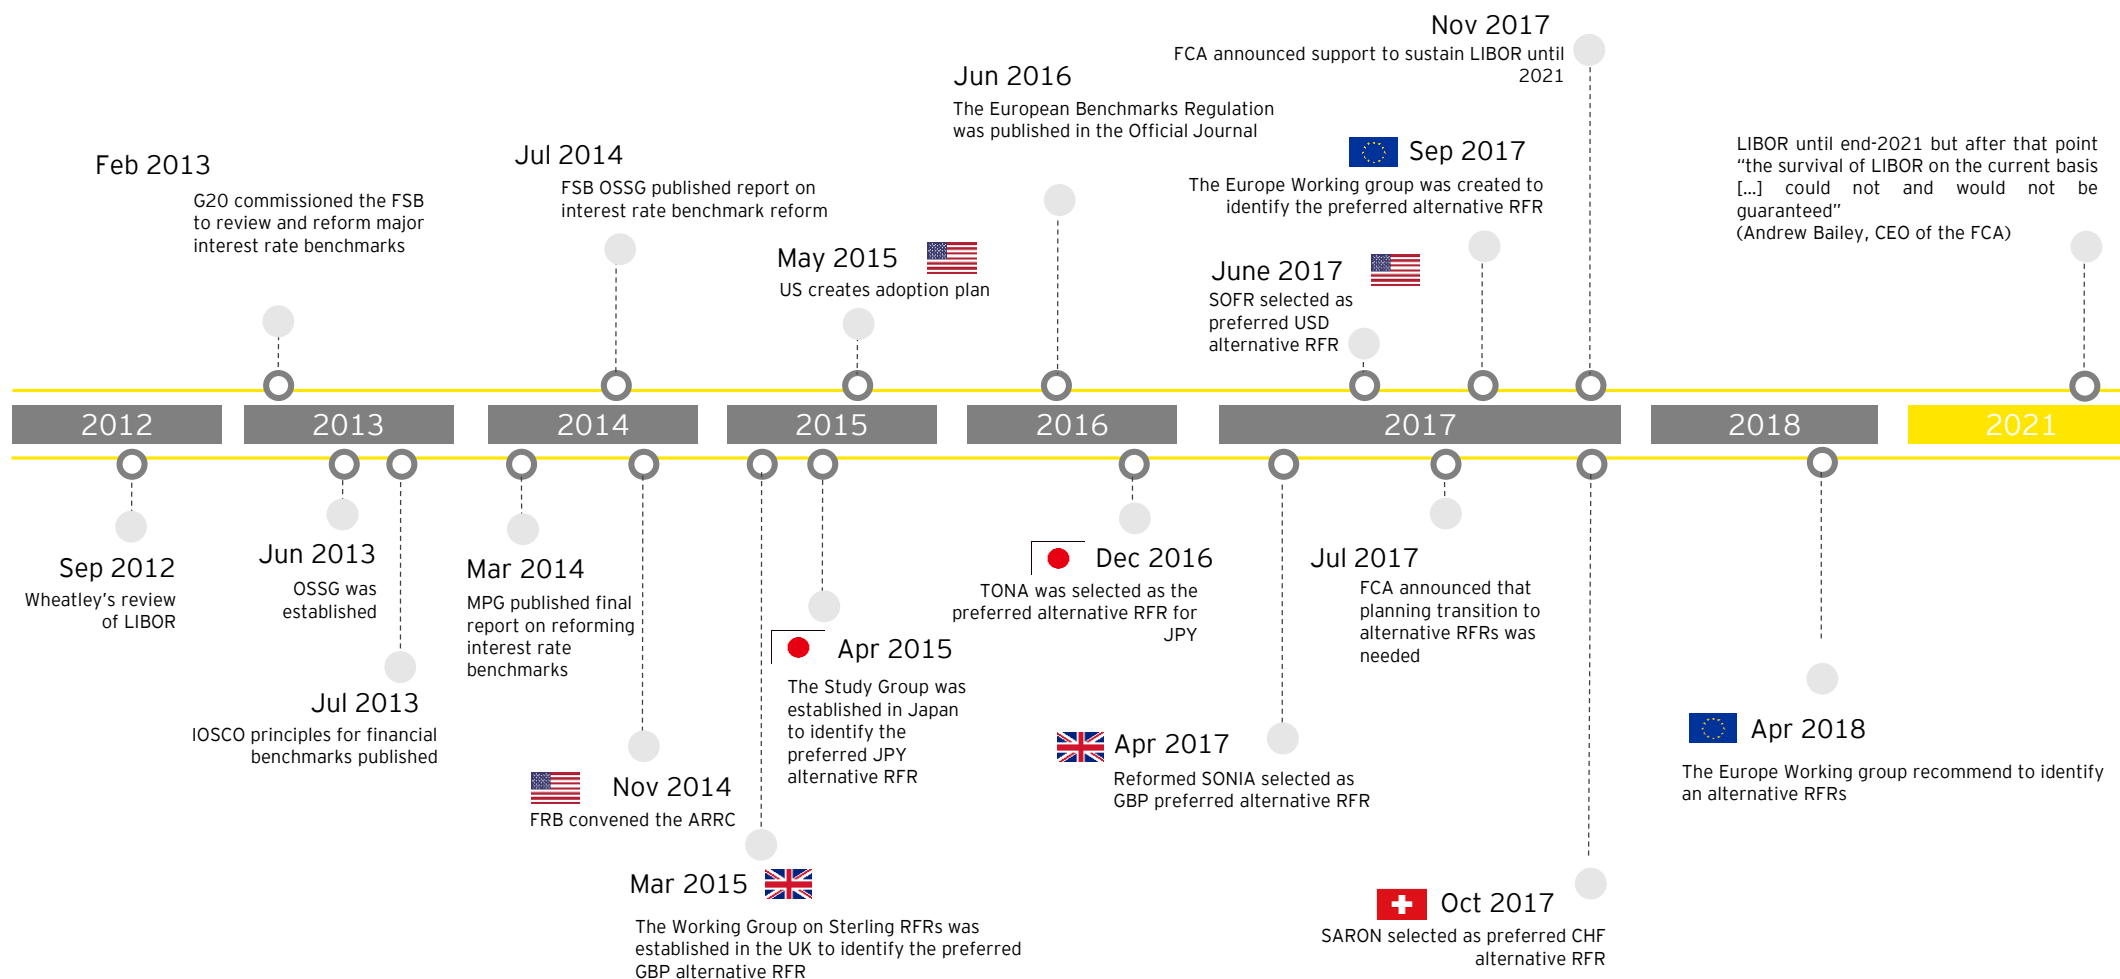 Nov 2017
FCA announced support to sustain LIBOR until
2021
Jun 2016
The European Benchmarks Regulation
was published in the Official Journal
Feb 2013
G20 commissioned the FSB
to review and reform major
interest rate benchmarks
Jul 2014
FSB OSSG published report on
interest rate benchmark reform
May 2015
US creates adoption plan
Sep 2017
The Europe Working group was created to
identify the preferred alternative RFR
June 2017
SOFR selected as
preferred USD
alternative RFR
LIBOR until end-2021 but after that point
“the survival of LIBOR on the current basis
[…] could not and would not be
guaranteed”
(Andrew Bailey, CEO of the FCA)
2012
2013
2014
2015
2016
2017
2018
2021
Sep 2012
Wheatley’s review
of LIBOR
Jun 2013
OSSG was
established
Jul 2013
IOSCO principles for financial
benchmarks published
Mar 2014
MPG published final
report on reforming
interest rate
benchmarks
Nov 2014
FRB convened the ARRC
Mar 2015
The Working Group on Sterling RFRs was
established in the UK to identify the preferred
GBP alternative RFR
Apr 2015
The Study Group was
established in Japan
to identify the
preferred JPY
alternative RFR
Dec 2016
TONA was selected as the
preferred alternative RFR for
JPY
Apr 2017
Reformed SONIA selected as
GBP preferred alternative RFR
Jul 2017
FCA announced that
planning transition to
alternative RFRs was
needed
Oct 2017
SARON selected as preferred CHF
alternative RFR
Apr 2018
The Europe Working group recommend to identify
an alternative RFRs